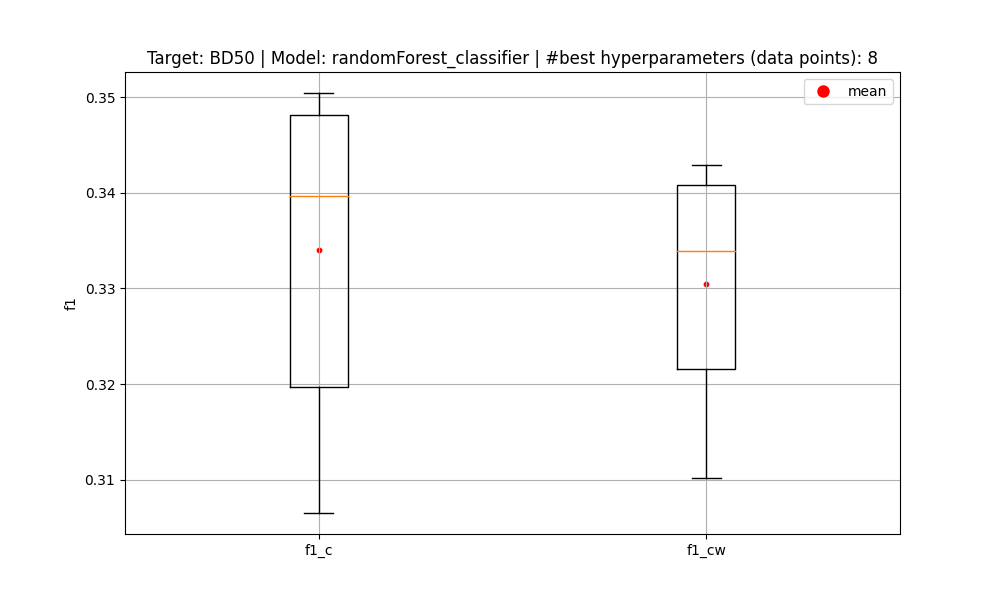 Target: BD50 | Model: randomForest_classifier | #best hyperparameters (data points): 8
mean
0.35
0.34
0.33
0.32
0.31
f1
f1_c
f1_cw